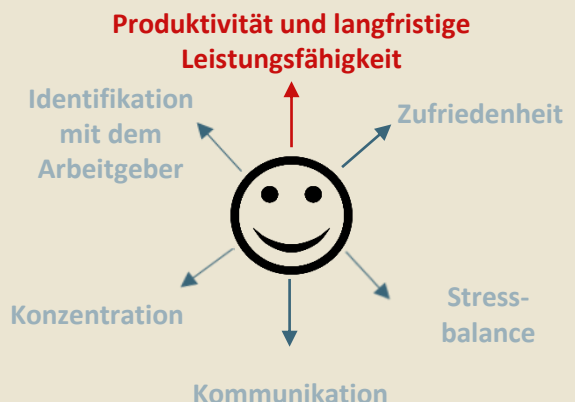 Produktivität und langfristige
Leistungsfähigkeit
Identifikation
mit dem
Arbeitgeber
Zufriedenheit
Konzentration
Stress-
balance
Kommunikation